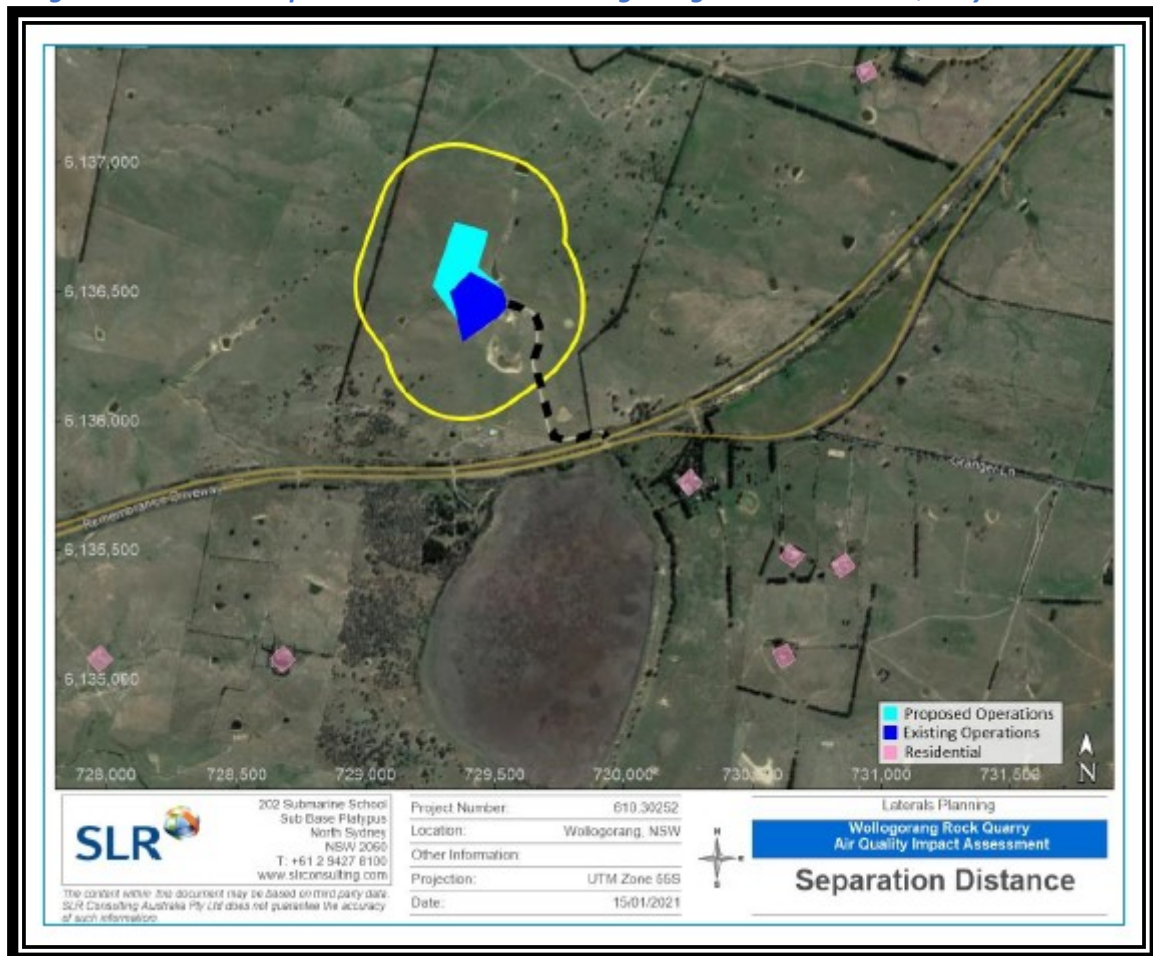 6,137,000
6,136,500
6,136,000
Remembrance Driveway
Grangers Ln
6,135,500
6,135,000
Proposed Operations
Existing Operations
Residential
N
728,000 728,500 729,000 729,500 730,000 730,500 731,000 731,500
SLR
202 Submarine School
Sub Base Platypus
North Sydney
NSW 2060
T: +61 2 9427 8100
www.slrconsulting.com
The content within this document may be based on third party data.
SLR Consulting Australia Pty Ltd does not guarantee the accuracy
of such information.
Project Number: 610.30252
Location: Wollogorang, NSW
Other Information:
Projection: UTM Zone 55S
Date: 15/01/2021
Laterals Planning
Wollogorang Rock Quarry
Air Quality Impact Assessment
Separation Distance